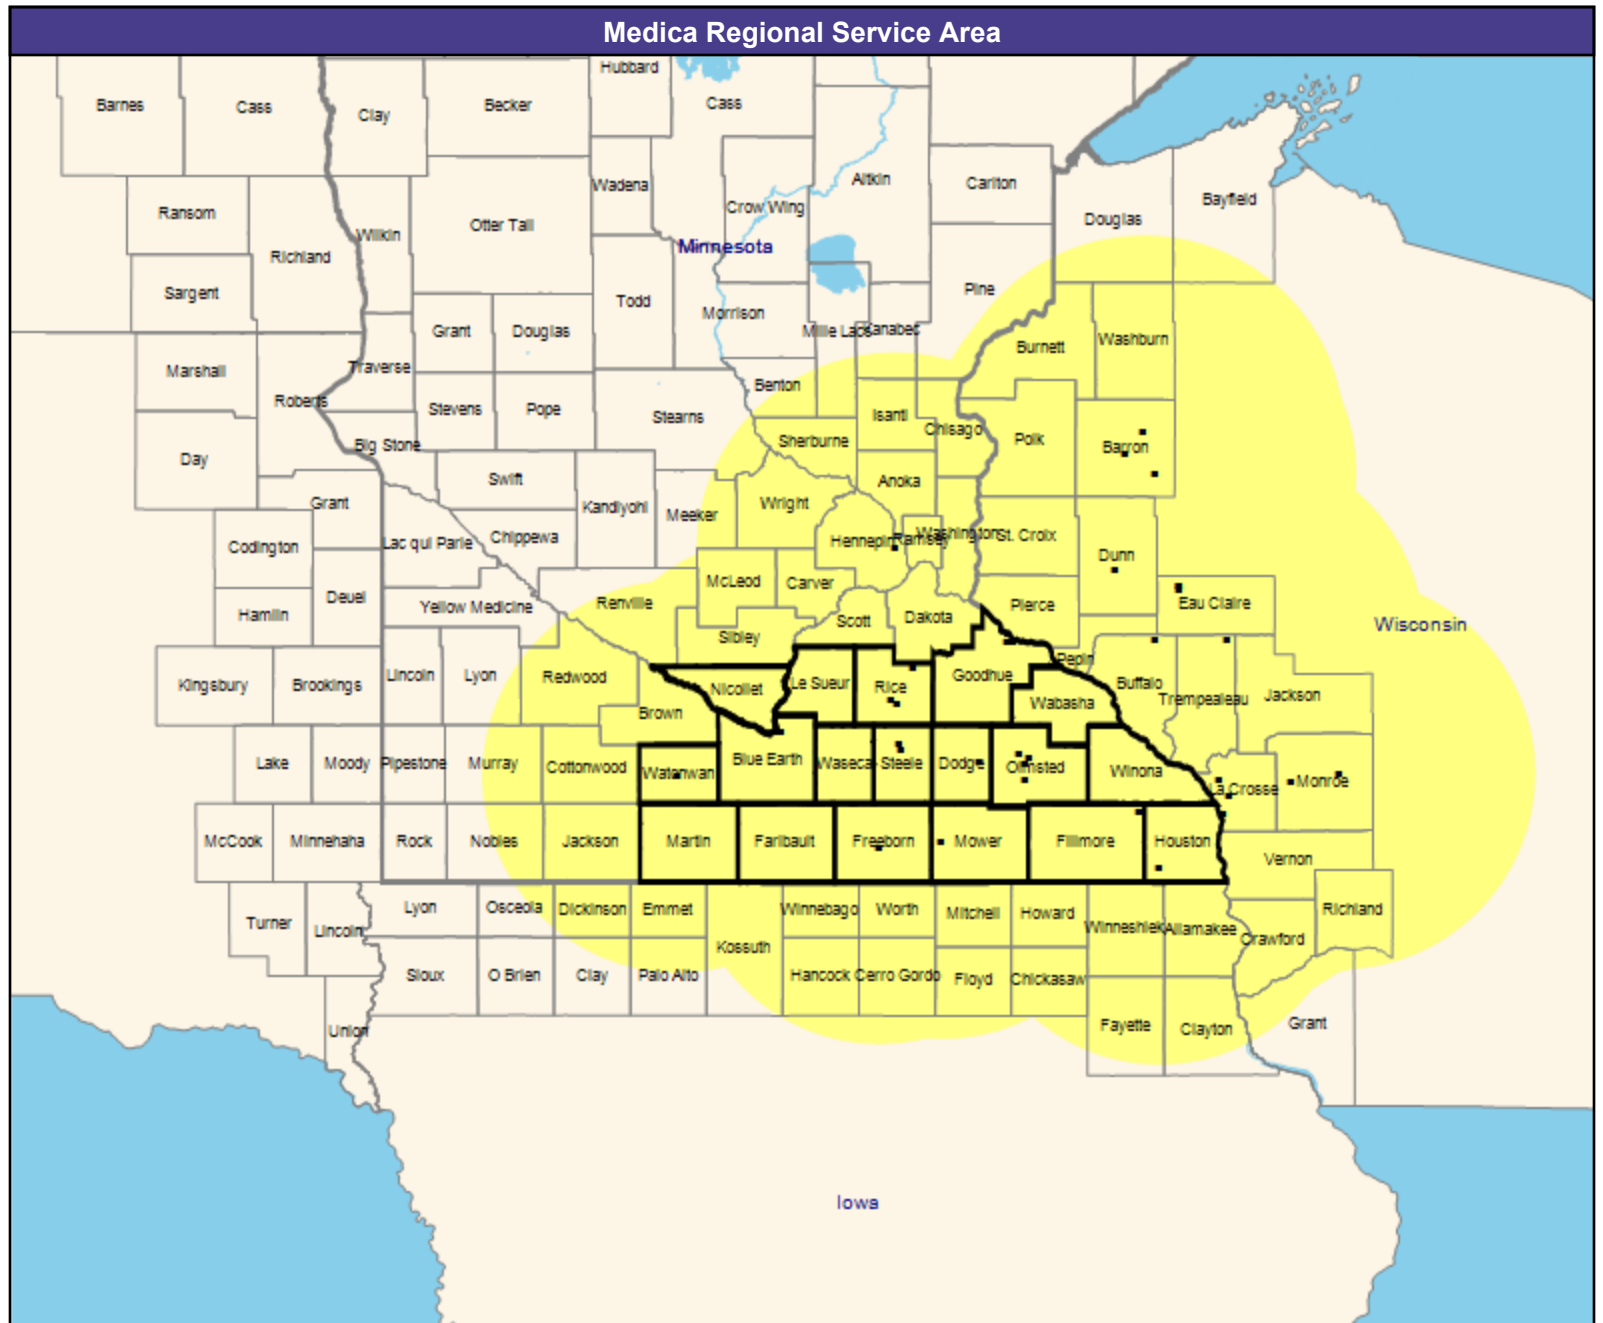 Medica Regional Service Area
Hubbard
Barnes
Cass
Clay
Becker
Cass
Wadena
Aitkin
Carlton
Ransom
Crow Wing
Bayfield
Douglas
Otter Tail
Wilkin
Minnesota
Richland
Sargent
Pine
Todd
Morrison
Grant
Douglas
Mille Lacs
Kanabec
Washburn
Burnett
Marshall
Traverse
Benton
Roberts
Stevens
Pope
Stearns
Isanti
Chisago
Polk
Barron
Big Stone
Sherburne
Day
Swift
Anoka
Grant
Kandiyohi
Meeker
Wright
Codington
Lac qui Parle
Chippewa
Hennepin
Ramsey
Washington
St. Croix
Dunn
McLeod
Carver
Deuel
Yellow Medicine
Renville
Pierce
Eau Claire
Hamlin
Scott
Dakota
Sibley
Wisconsin
Pepin
Kingsbury
Brookings
Lincoln
Lyon
Redwood
Nicollet
Le Sueur
Rice
Goodhue
Buffalo
Trempealeau
Jackson
Brown
Wabasha
Lake
Moody
Pipestone
Murray
Cottonwood
Watonwan
Blue Earth
Waseca
Steele
Dodge
Olmsted
Winona
La Crosse
Monroe
McCook
Minnehaha
Rock
Nobles
Jackson
Martin
Faribault
Freeborn
Mower
Fillmore
Houston
Vernon
Turner
Lincoln
Lyon
Osceola
Dickinson
Emmet
Kossuth
Winnebago
Worth
Mitchell
Howard
Winneshiek
Allamakee
Crawford
Richland
Sioux
O Brien
Clay
Palo Alto
Hancock
Cerro Gordo
Floyd
Chickasaw
Union
Fayette
Clayton
Grant
Iowa